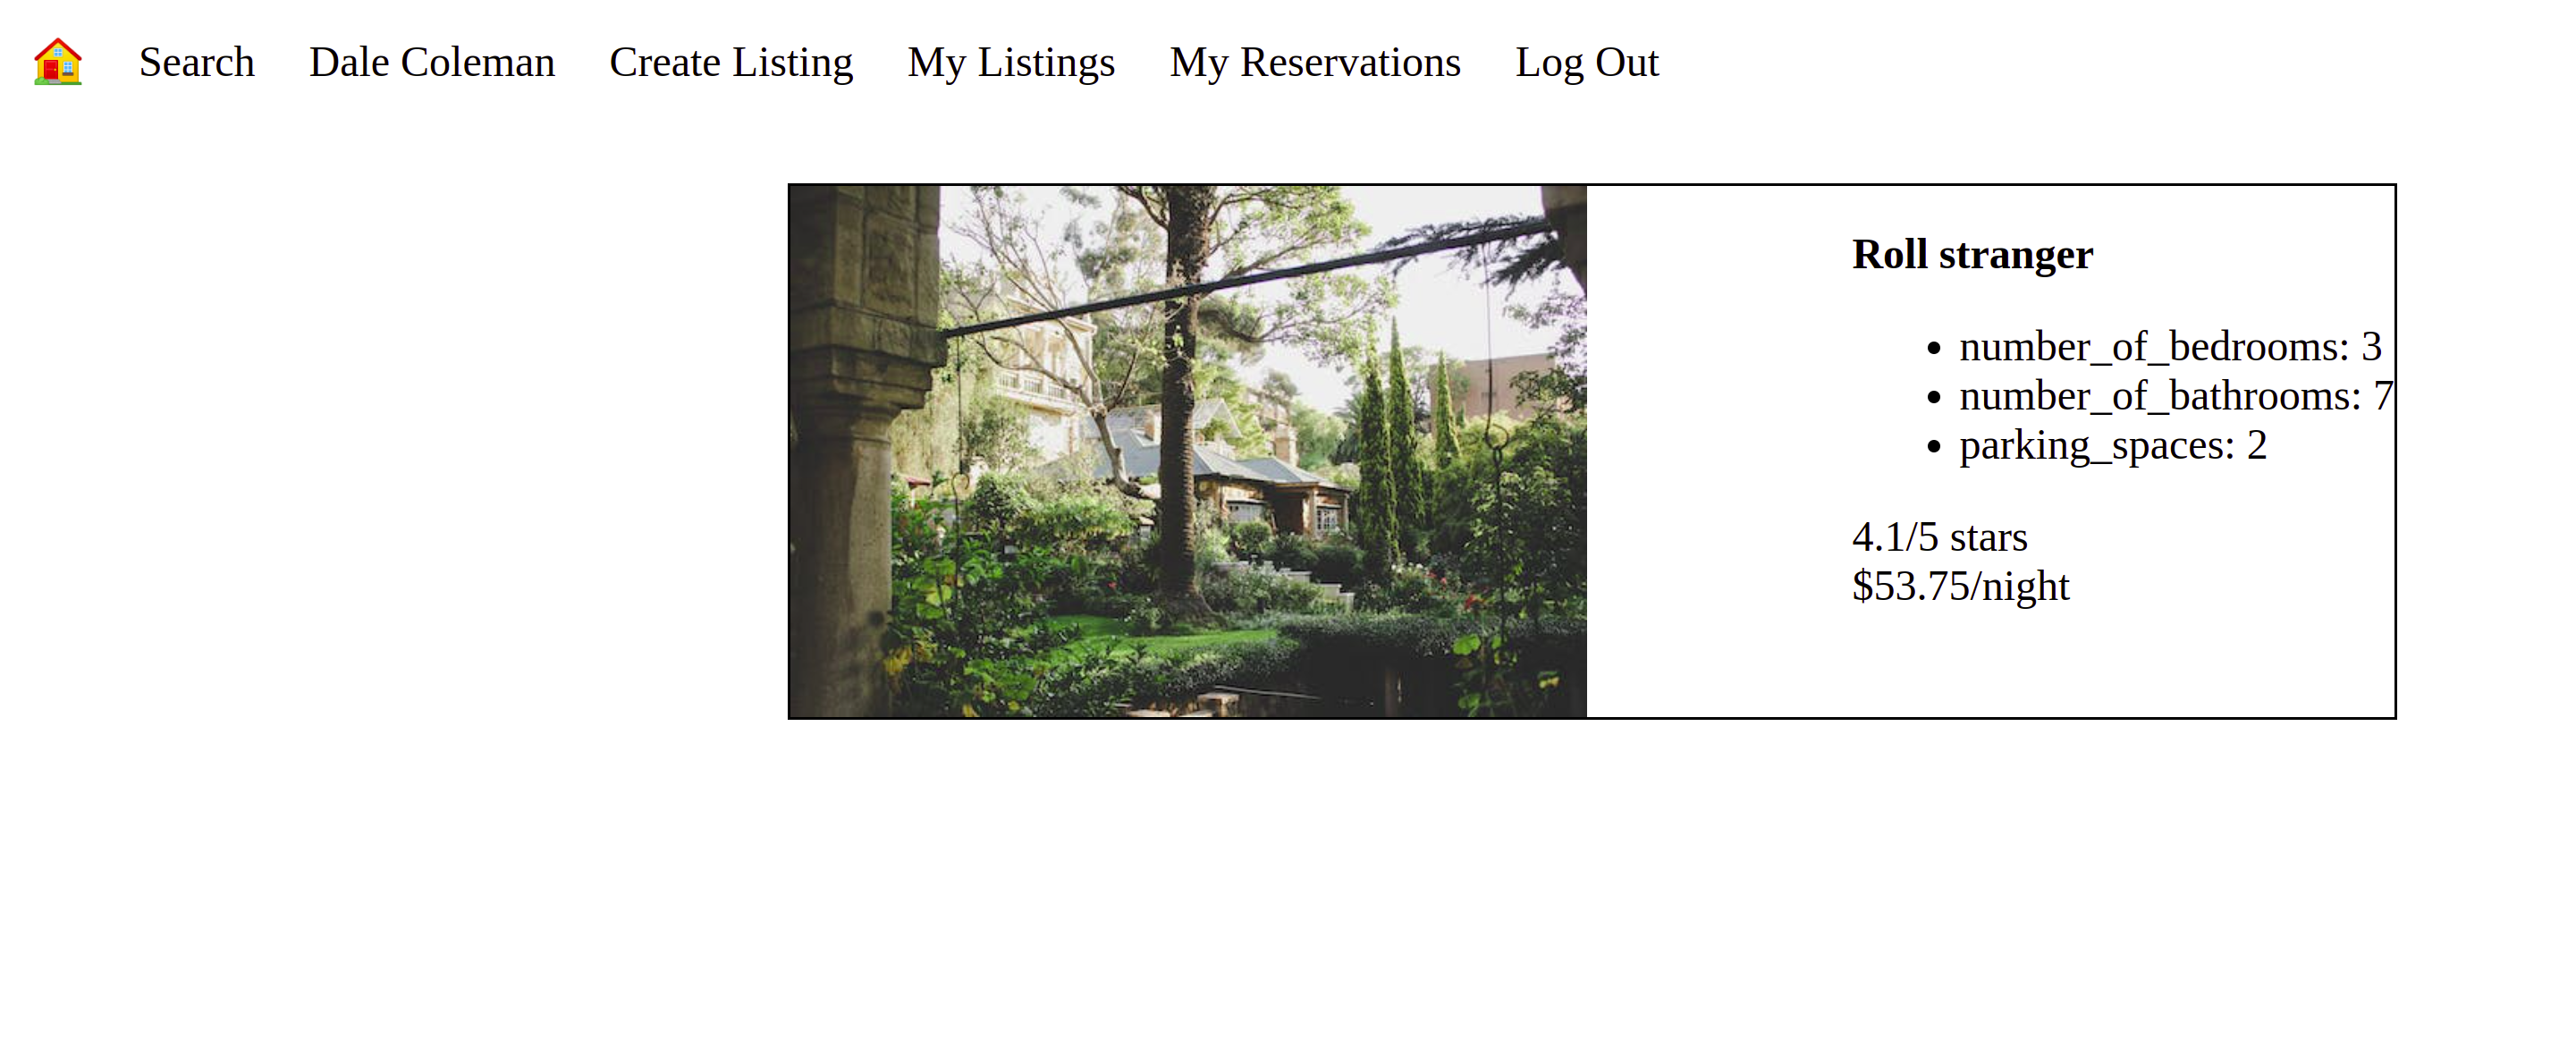 Search Dale Coleman Create Listing My Listings My Reservations Log Out
Roll stranger
number_of_bedrooms: 3
number_of_bathrooms: 7
parking_spaces: 2
4.1/5 stars
$53.75/night